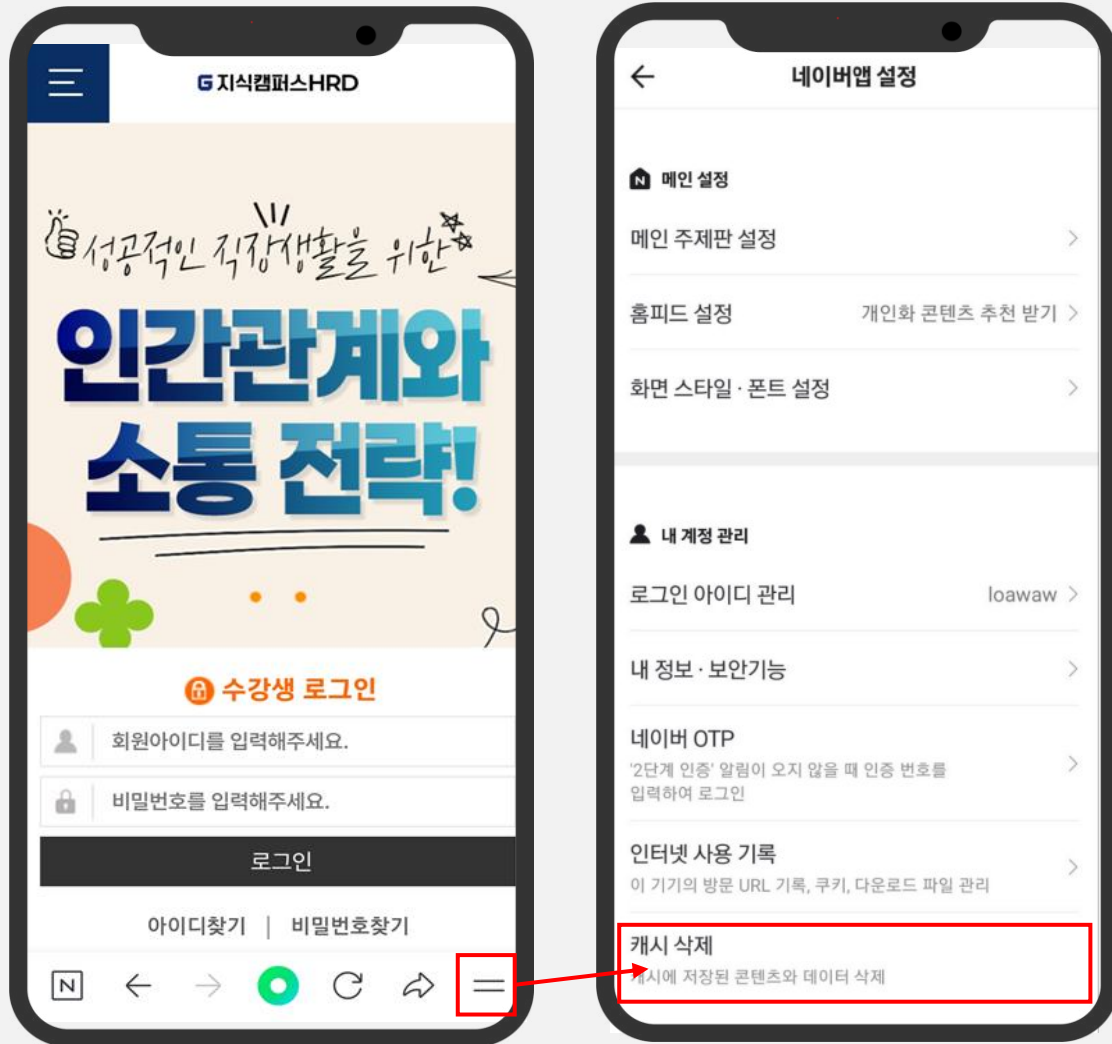 G 지식캠퍼스HRD
성공적인 직장생활을 위한
인간관계와
소통 전략!
수강생 로그인
회원아이디를 입력해주세요.
비밀번호를 입력해주세요.
로그인
아이디찾기 | 비밀번호찾기
N
네이버앱 설정
N 메인 설정
메인 주제판 설정
홈피드 설정 개인화 콘텐츠 추천 받기
화면 스타일 · 폰트 설정
내 계정 관리
로그인 아이디 관리 loawaw
내 정보 · 보안기능
네이버 OTP
'2단계 인증' 알림이 오지 않을 때 인증 번호를
입력하여 로그인
인터넷 사용 기록
이 기기의 방문 URL 기록, 쿠키, 다운로드 파일 관리
캐시 삭제
캐시에 저장된 콘텐츠와 데이터 삭제